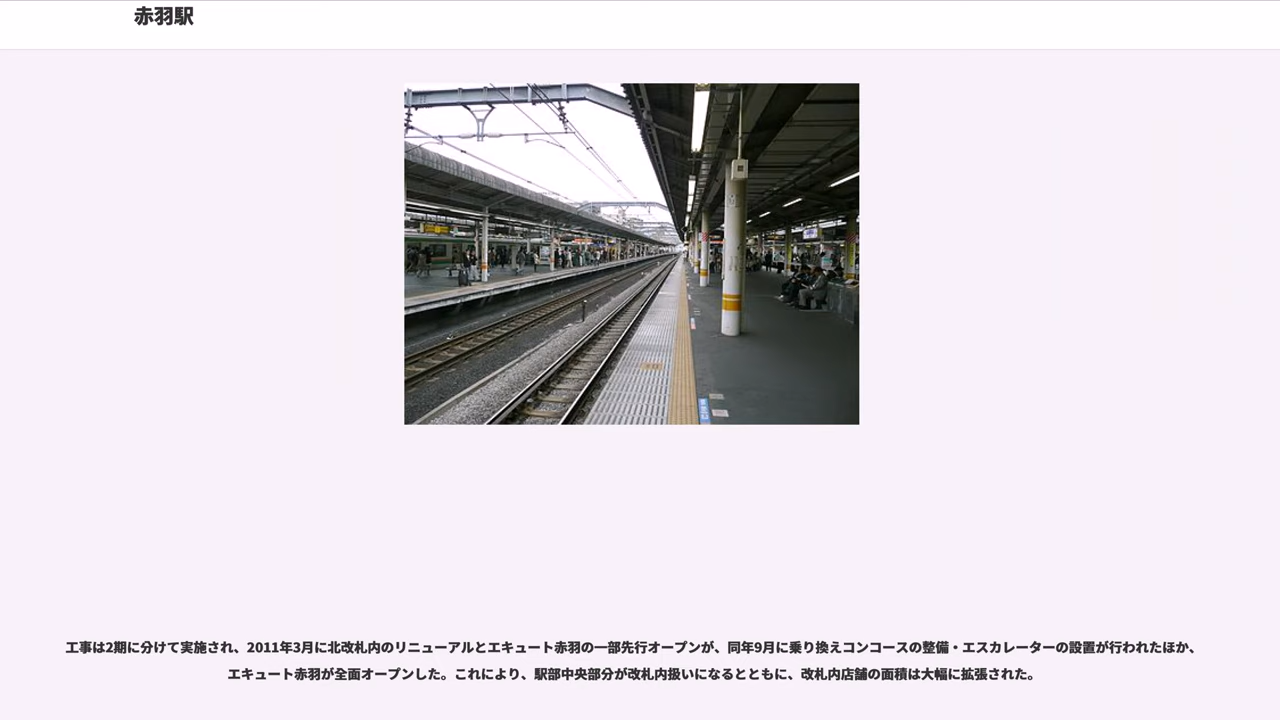 赤羽駅
工事は2期に分けて実施され、2011年3月に北改札内のリニューアルとエキュート赤羽の一部先行オープンが、同年9月に乗り換えコンコースの整備・エスカレーターの設置が行われたほか、
エキュート赤羽が全面オープンした。これにより、駅部中央部分が改札内扱いになるとともに、改札内店舗の面積は大幅に拡張された。